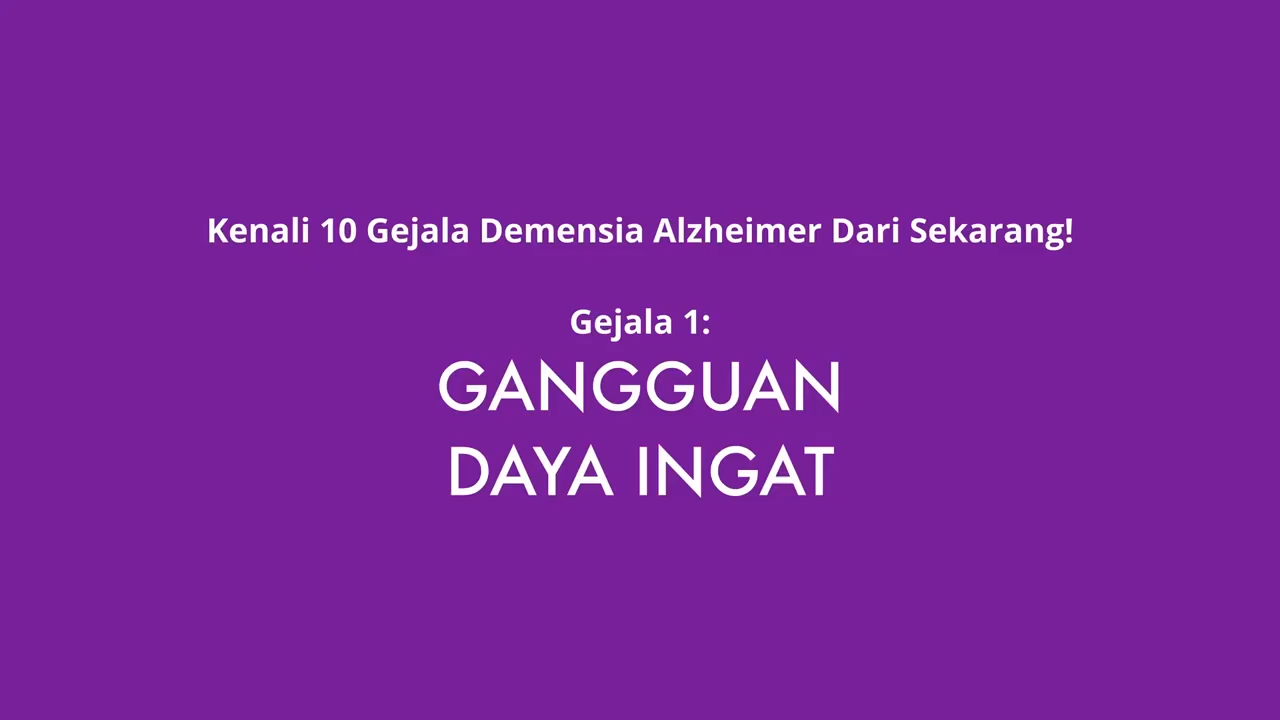 Kenali 10 Gejala Demensia Alzheimer Dari Sekarang!
Gejala 1:
GANGGUAN
DAYA INGAT